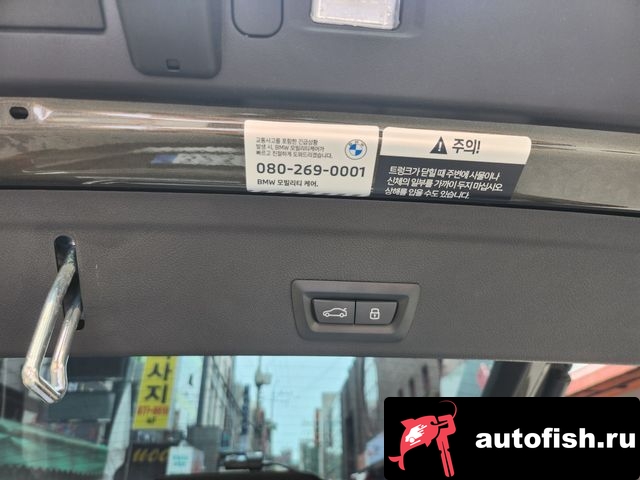 교통사고를 포함한 긴급상황
발생 시, BMW 모빌리티케어가
빠르고 친절하게 도와드리겠습니다.
080-269-0001
BMW 모빌리티 케어.
주의!
트렁크가 닫힐 때 주변에 사물이나
신체의 일부를 가까이 두지 마십시오
상해를 입을 수도 있습니다.
사지
ucc
autofish.ru